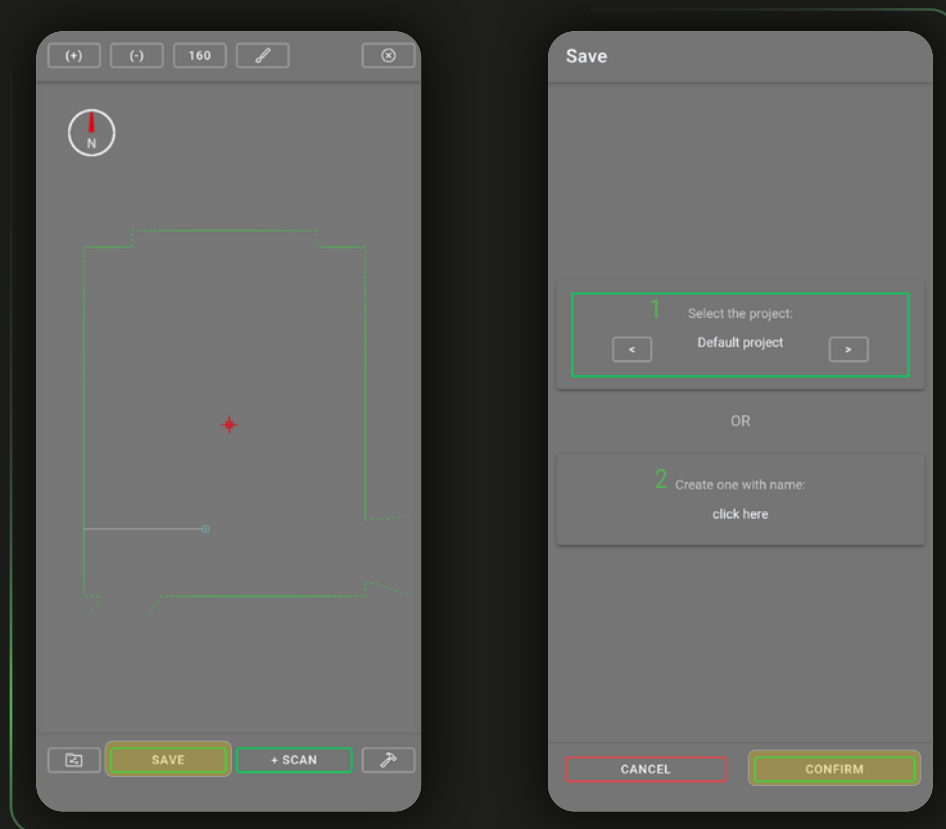 (+) (-) 160
N
SAVE + SCAN
Save
1 Select the project:
< Default project >
OR
2 Create one with name:
click here
CANCEL CONFIRM